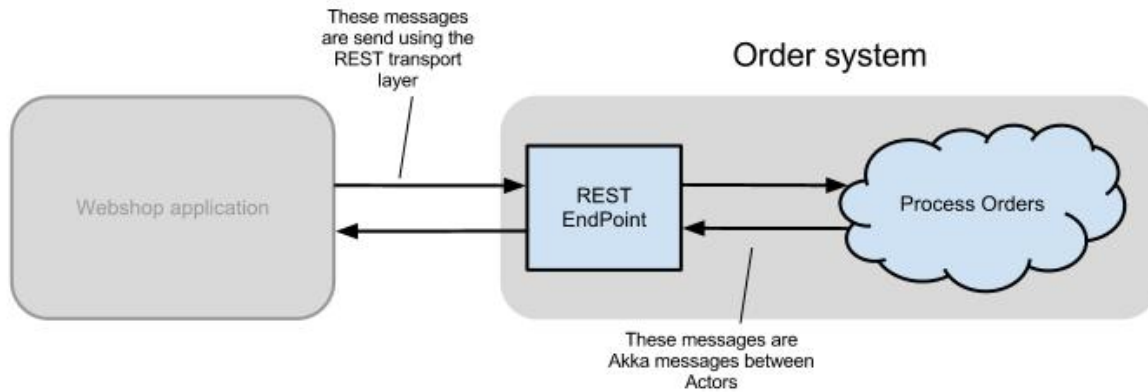 These messages
are send using the
REST transport
layer
Order system
Webshop application
REST
EndPoint
Process Orders
These messages are
Akka messages between
Actors